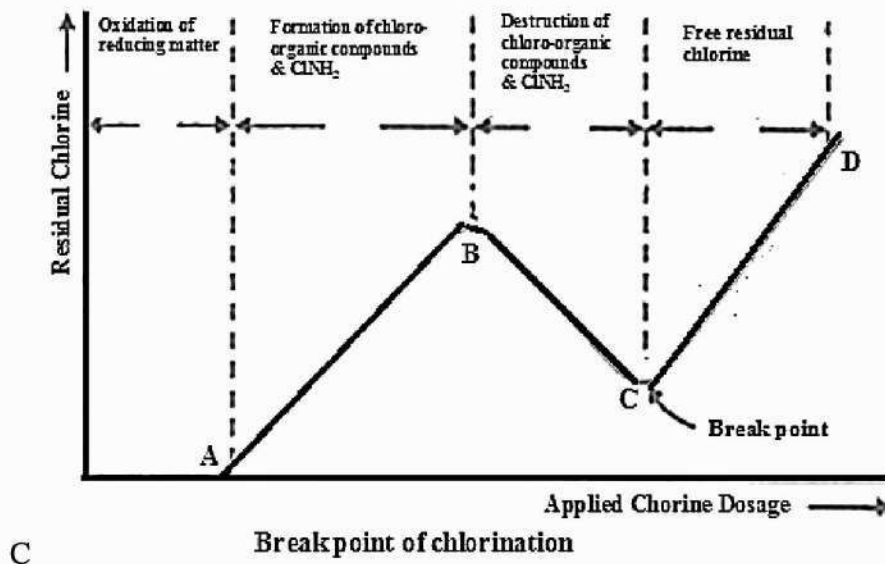 Oxidation of
reducing matter
Formation of chloro-
organic compounds
& ClNH₂
Destruction of
chloro-organic
compounds
& ClNH₂
Free residual
chlorine
Residual Chlorine
A
B
C
D
Break point
Applied Chorine Dosage
C
Breakpoint of chlorination